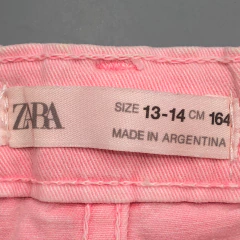 ZARA
SIZE 13-14 CM 164
MADE IN ARGENTINA